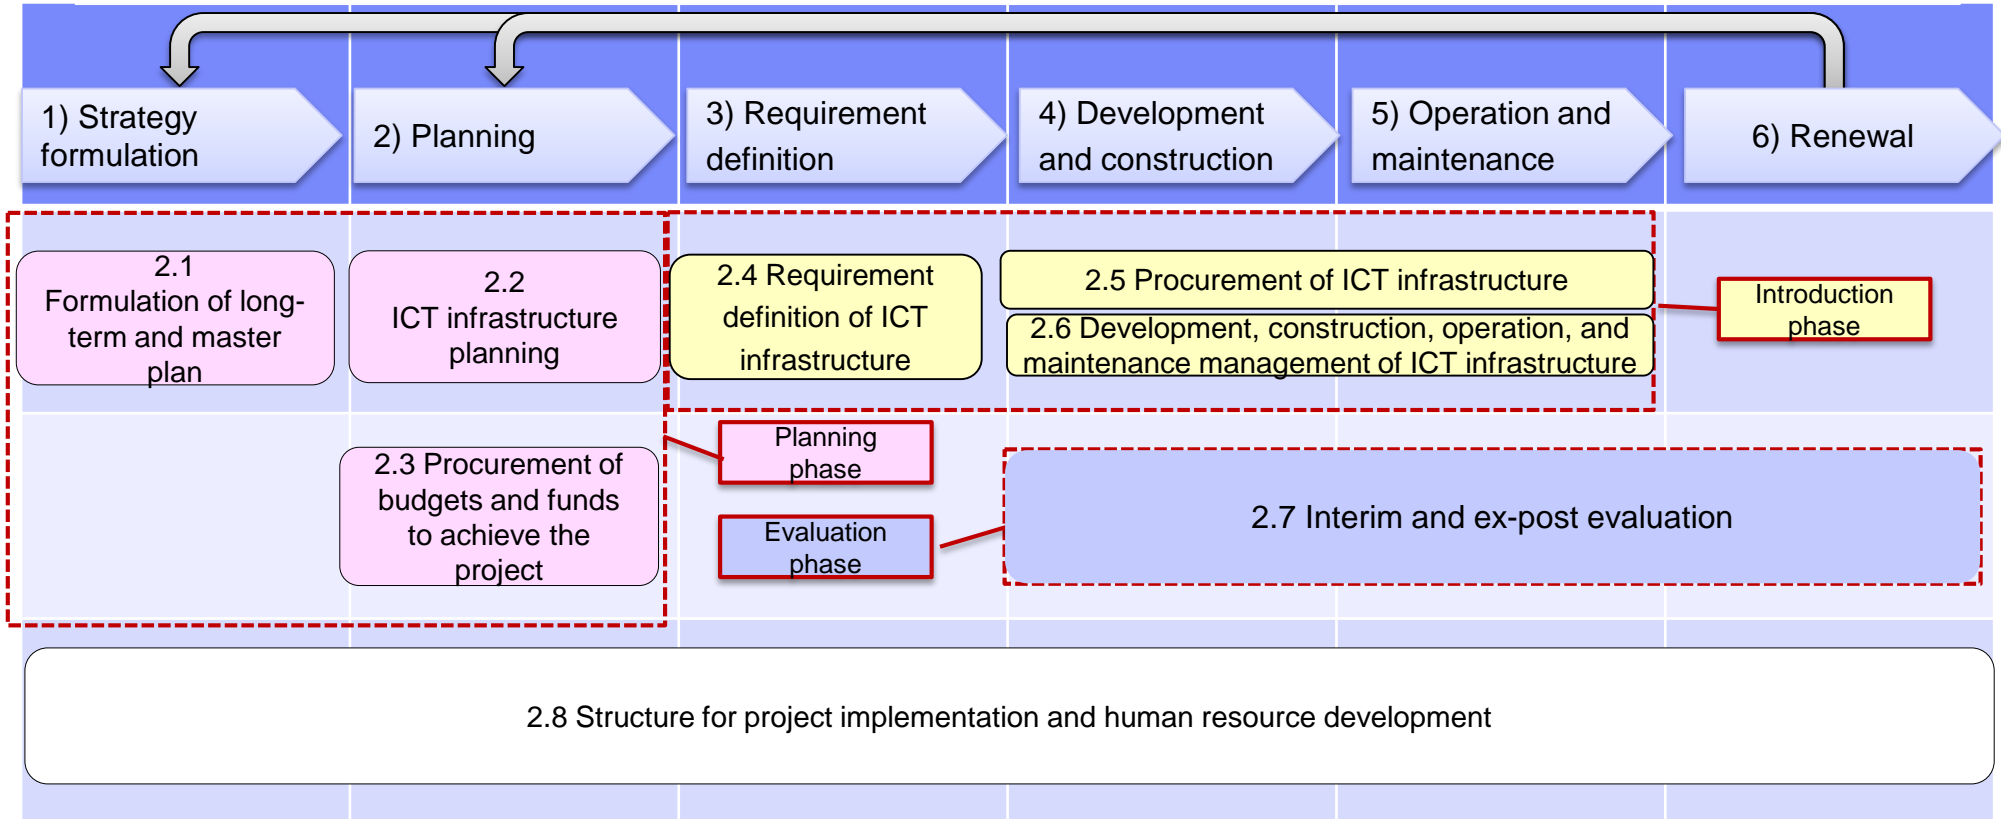 1) Strategy
formulation
2) Planning
3) Requirement
definition
4) Development
and construction
5) Operation and
maintenance
6) Renewal
2.1
Formulation of long-
term and master
plan
2.2
ICT infrastructure
planning
2.4 Requirement
definition of ICT
infrastructure
2.5 Procurement of ICT infrastructure
2.6 Development, construction, operation, and
maintenance management of ICT infrastructure
Introduction
phase
2.3 Procurement of
budgets and funds
to achieve the
project
Planning
phase
Evaluation
phase
2.7 Interim and ex-post evaluation
2.8 Structure for project implementation and human resource development